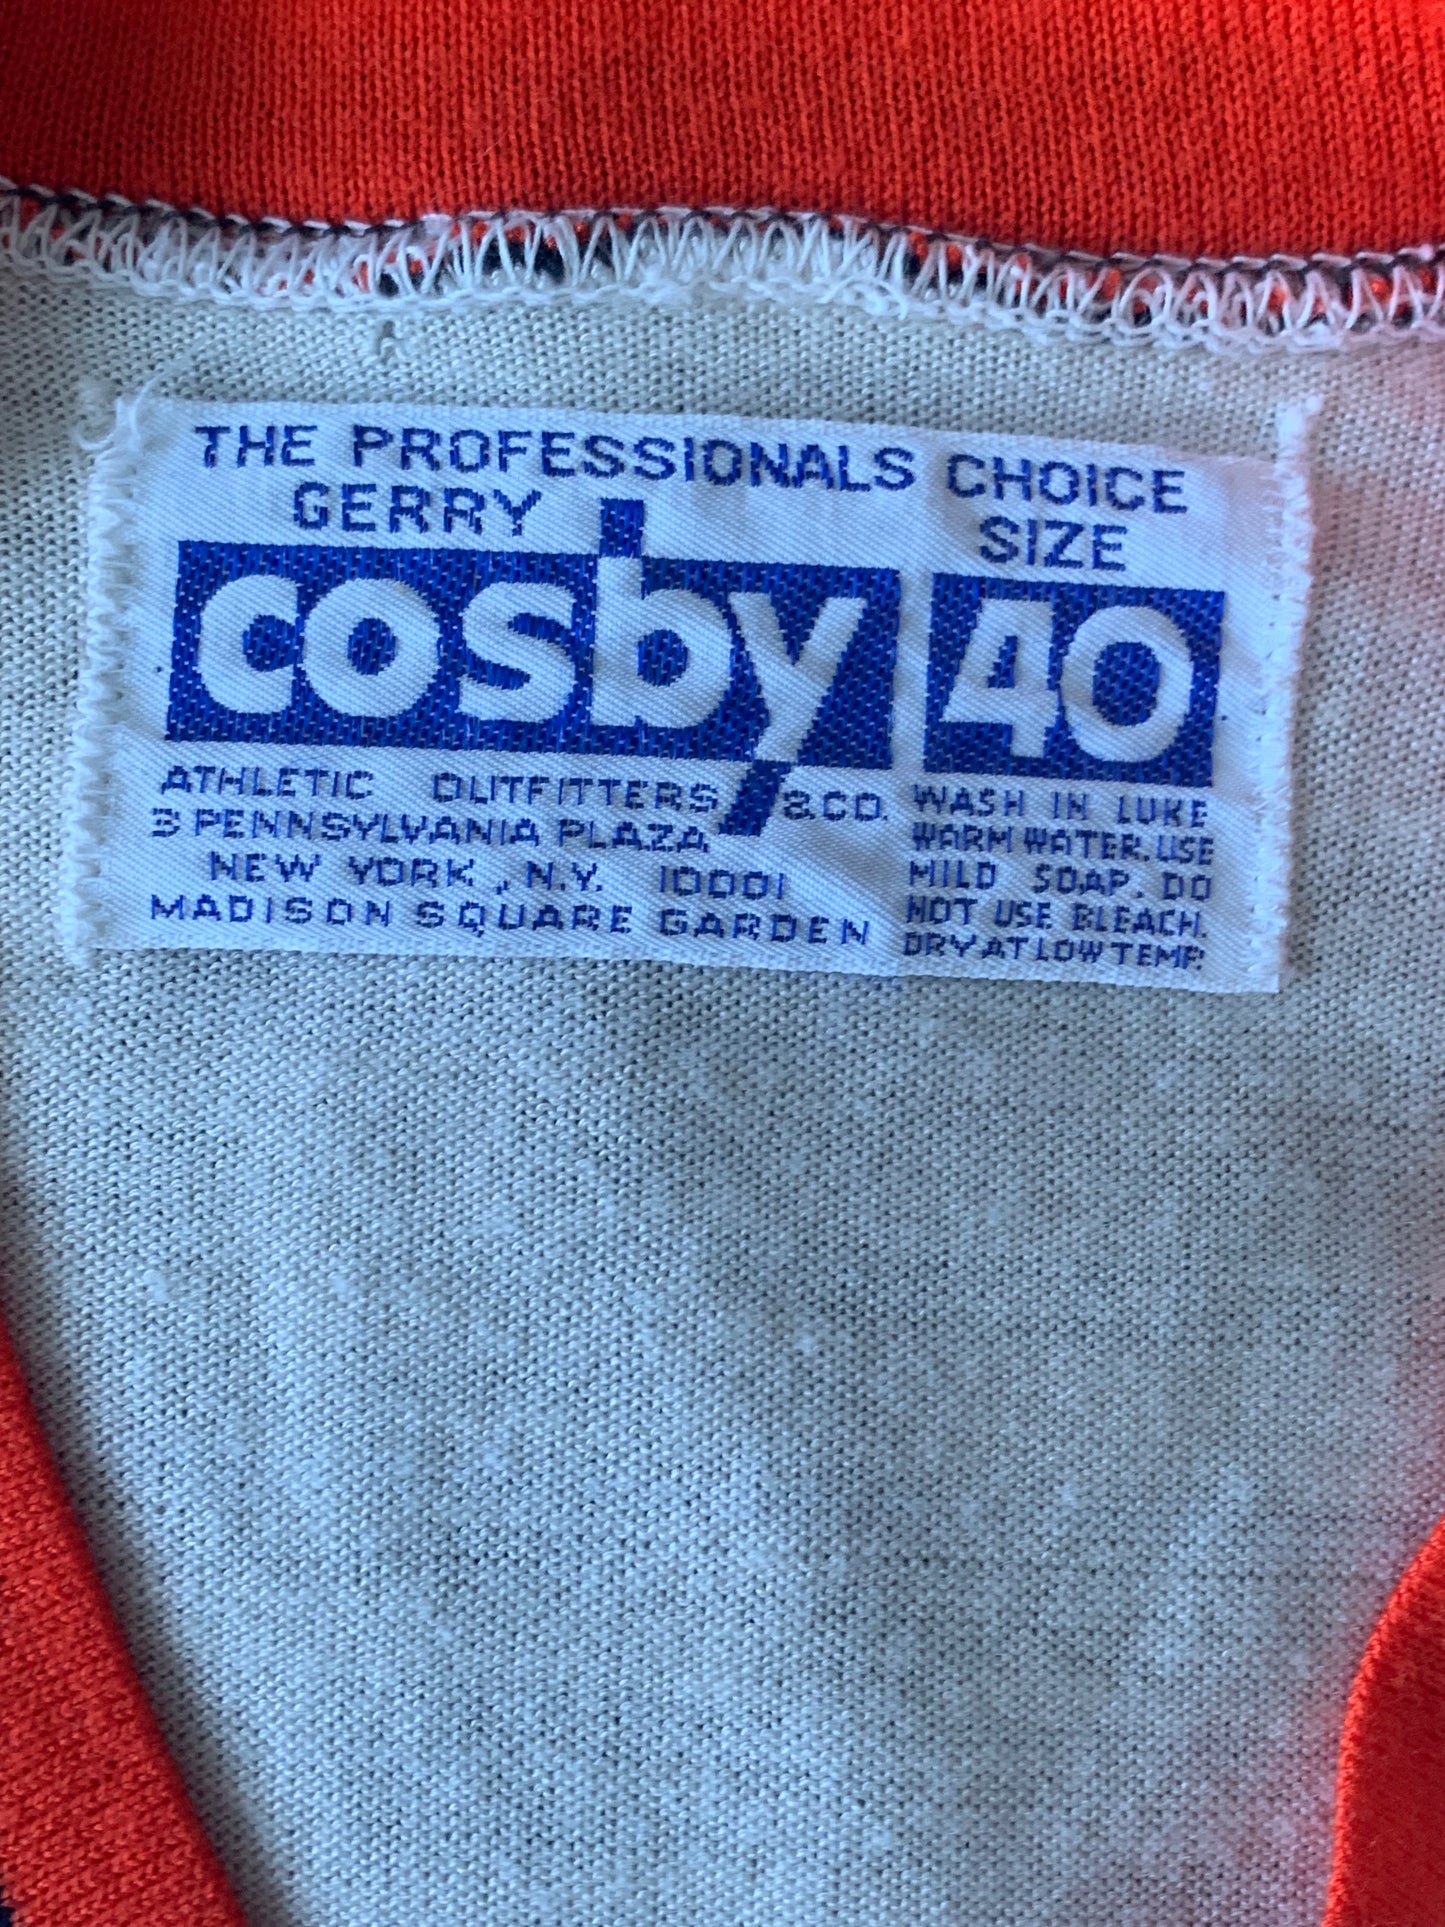 THE PROFESSIONALS CHOICE
GERRY
cosby
ATHLETIC OUTFITTERS & CO.
3 PENNSYLVANIA PLAZA
NEW YORK, N.Y. 10001
MADISON SQUARE GARDEN
SIZE
40
WASH IN LUKE
WARM WATER. USE
MILD SOAP. DO
NOT USE BLEACH.
DRY AT LOW TEMP.